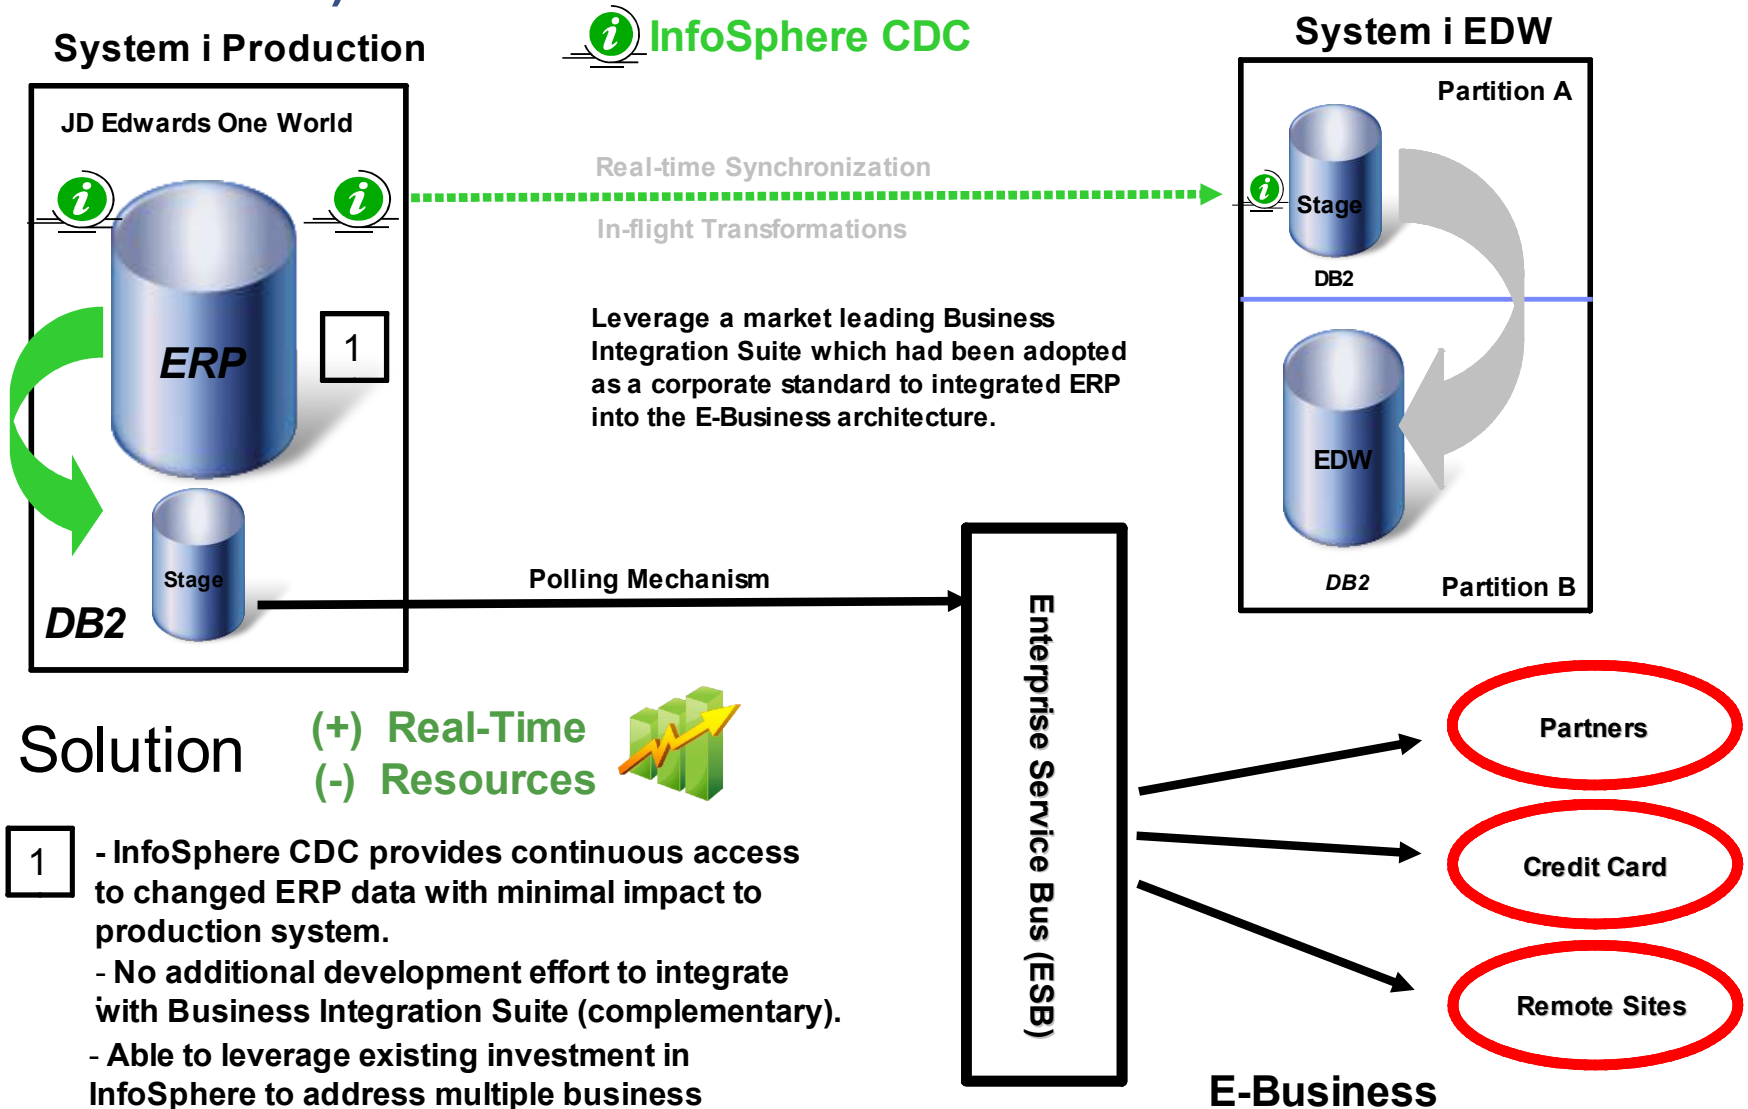 System i Production
InfoSphere CDC
System i EDW
JD Edwards One World
ERP
1
Stage
DB2
Real-time Synchronization
In-flight Transformations
Leverage a market leading Business
Integration Suite which had been adopted
as a corporate standard to integrated ERP
into the E-Business architecture.
Partition A
Stage
DB2
EDW
DB2
Partition B
Polling Mechanism
Enterprise Service Bus (ESB)
Partners
Credit Card
Remote Sites
E-Business
Solution
(+) Real-Time
(-) Resources
1
- InfoSphere CDC provides continuous access
to changed ERP data with minimal impact to
production system.
- No additional development effort to integrate
with Business Integration Suite (complementary).
- Able to leverage existing investment in
InfoSphere to address multiple business